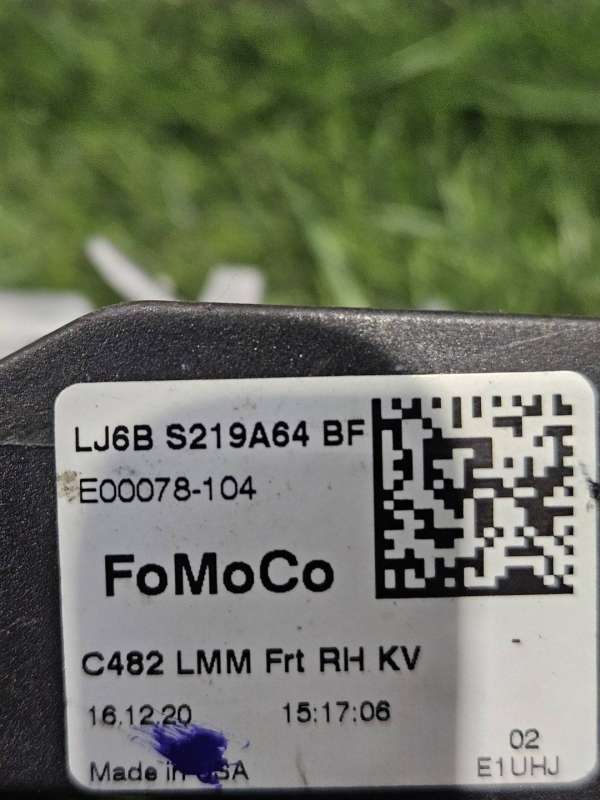 LJ6B S219A64 BF
E00078-104
FoMoCo
C482 LMM Frt RH KV
16.12.20 15:17:06
02
Made in USA E1UHJ